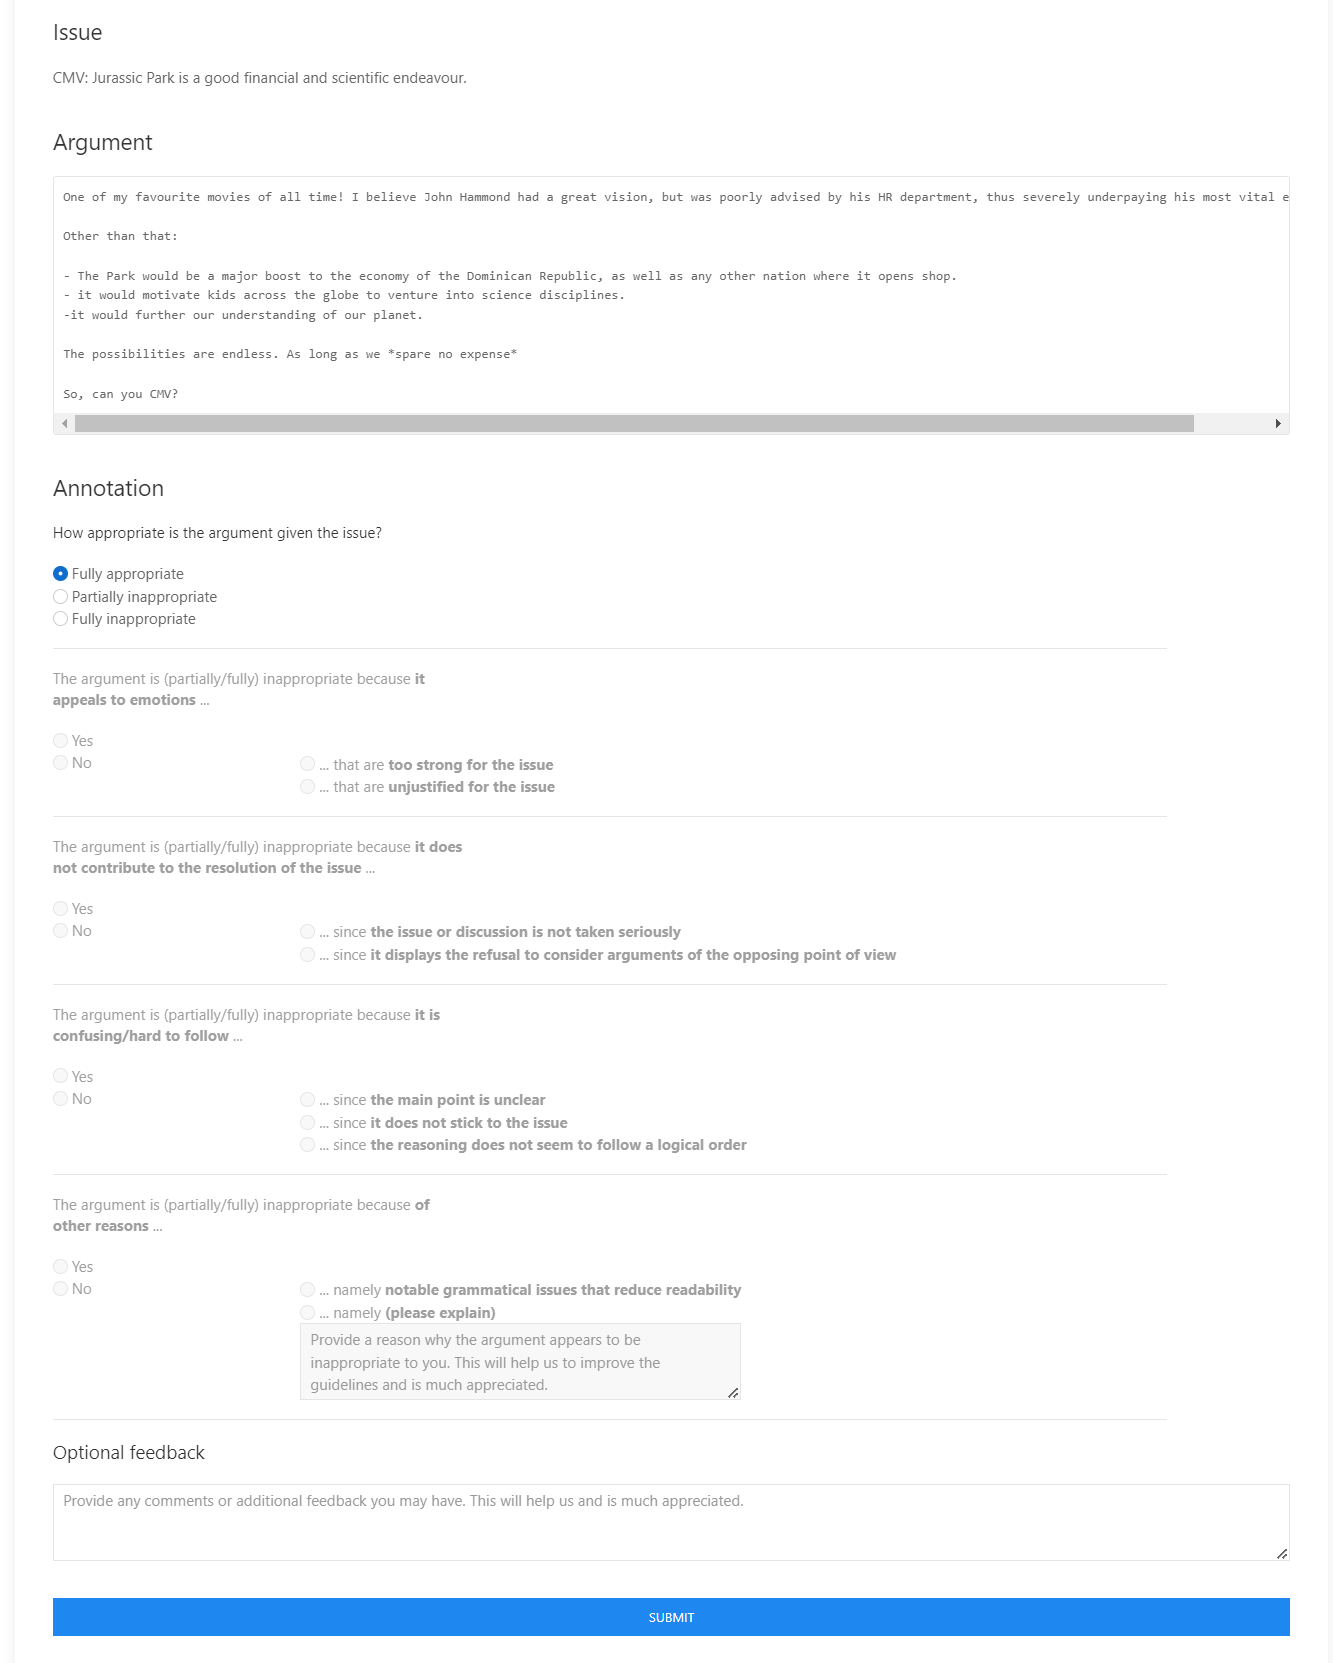 Issue
CMV: Jurassic Park is a good financial and scientific endeavour.
Argument
One of my favourite movies of all time! I believe John Hammond had a great vision, but was poorly advised by his HR department, thus severely underpaying his most vital e
Other than that:
- The Park would be a major boost to the economy of the Dominican Republic, as well as any other nation where it opens shop.
- it would motivate kids across the globe to venture into science disciplines.
-it would further our understanding of our planet.
The possibilities are endless. As long as we *spare no expense*
So, can you CMV?
Annotation
How appropriate is the argument given the issue?
Fully appropriate
Partially inappropriate
Fully inappropriate
The argument is (partially/fully) inappropriate because it
appeals to emotions ...
Yes
No
... that are too strong for the issue
... that are unjustified for the issue
The argument is (partially/fully) inappropriate because it does
not contribute to the resolution of the issue ...
Yes
No
... since the issue or discussion is not taken seriously
... since it displays the refusal to consider arguments of the opposing point of view
The argument is (partially/fully) inappropriate because it is
confusing/hard to follow ...
Yes
No
... since the main point is unclear
... since it does not stick to the issue
... since the reasoning does not seem to follow a logical order
The argument is (partially/fully) inappropriate because of
other reasons ...
Yes
No
... namely notable grammatical issues that reduce readability
... namely (please explain)
Provide a reason why the argument appears to be
inappropriate to you. This will help us to improve the
guidelines and is much appreciated.
Optional feedback
Provide any comments or additional feedback you may have. This will help us and is much appreciated.
SUBMIT